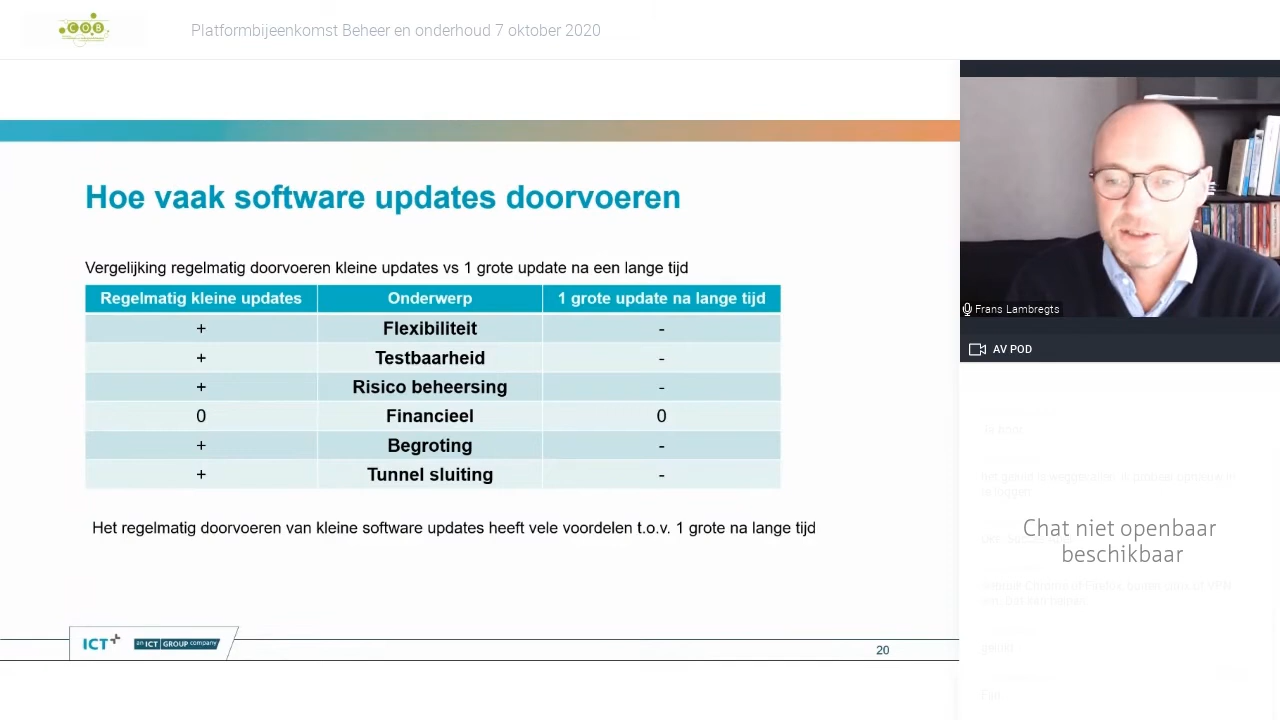 COB
Platformbijeenkomst Beheer en onderhoud 7 oktober 2020
Hoe vaak software updates doorvoeren
Vergelijking regelmatig doorvoeren kleine updates vs 1 grote update na een lange tijd
Regelmatig kleine updates Onderwerp 1 grote update na lange tijd
+ Flexibiliteit -
+ Testbaarheid -
+ Risico beheersing -
0 Financieel 0
+ Begroting -
+ Tunnel sluiting -
Het regelmatig doorvoeren van kleine software updates heeft vele voordelen t.o.v. 1 grote na lange tijd
ICT
an ICT GROUP company
20
Frans Lambregts
AV POD
Chat niet openbaar
beschikbaar